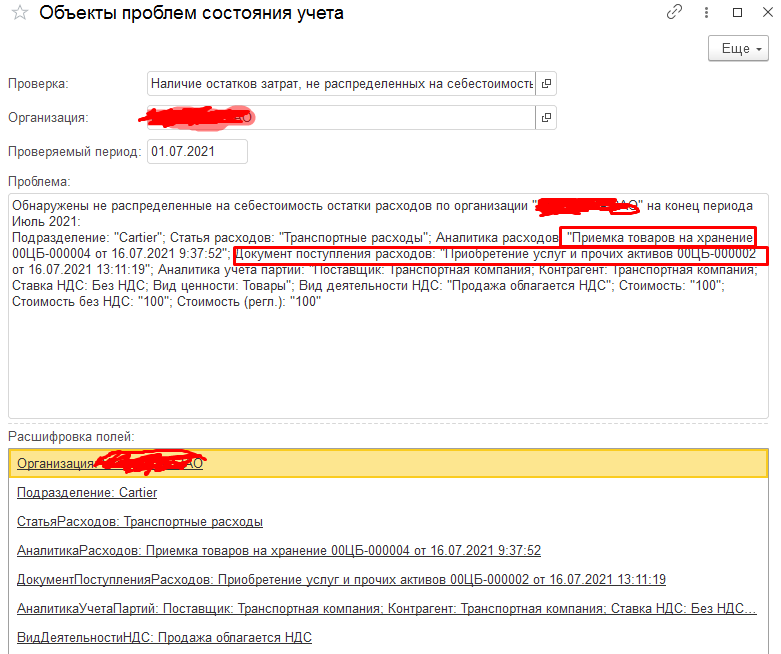 Объекты проблем состояния учета
Еще
Проверка: Наличие остатков затрат, не распределенных на себестоимость
Организация:
Проверяемый период: 01.07.2021
Проблема:
Обнаружены не распределенные на себестоимость остатки расходов по организации " АО" на конец периода
Июль 2021:
Подразделение: "Cartier"; Статья расходов: "Транспортные расходы"; Аналитика расходов: "Приемка товаров на хранение
00ЦБ-000004 от 16.07.2021 9:37:52"; Документ поступления расходов: "Приобретение услуг и прочих активов 00ЦБ-000002
от 16.07.2021 13:11:19"; Аналитика учета партий: "Поставщик: Транспортная компания; Контрагент: Транспортная компания;
Ставка НДС: Без НДС; Вид ценности: Товары"; Вид деятельности НДС: "Продажа облагается НДС"; Стоимость: "100";
Стоимость без НДС: "100"; Стоимость (регл.): "100"
Расшифровка полей:
Организация АО
Подразделение: Cartier
СтатьяРасходов: Транспортные расходы
АналитикаРасходов: Приемка товаров на хранение 00ЦБ-000004 от 16.07.2021 9:37:52
ДокументПоступленияРасходов: Приобретение услуг и прочих активов 00ЦБ-000002 от 16.07.2021 13:11:19
АналитикаУчетаПартий: Поставщик: Транспортная компания; Контрагент: Транспортная компания; Ставка НДС: Без НДС...
ВидДеятельностиНДС: Продажа облагается НДС